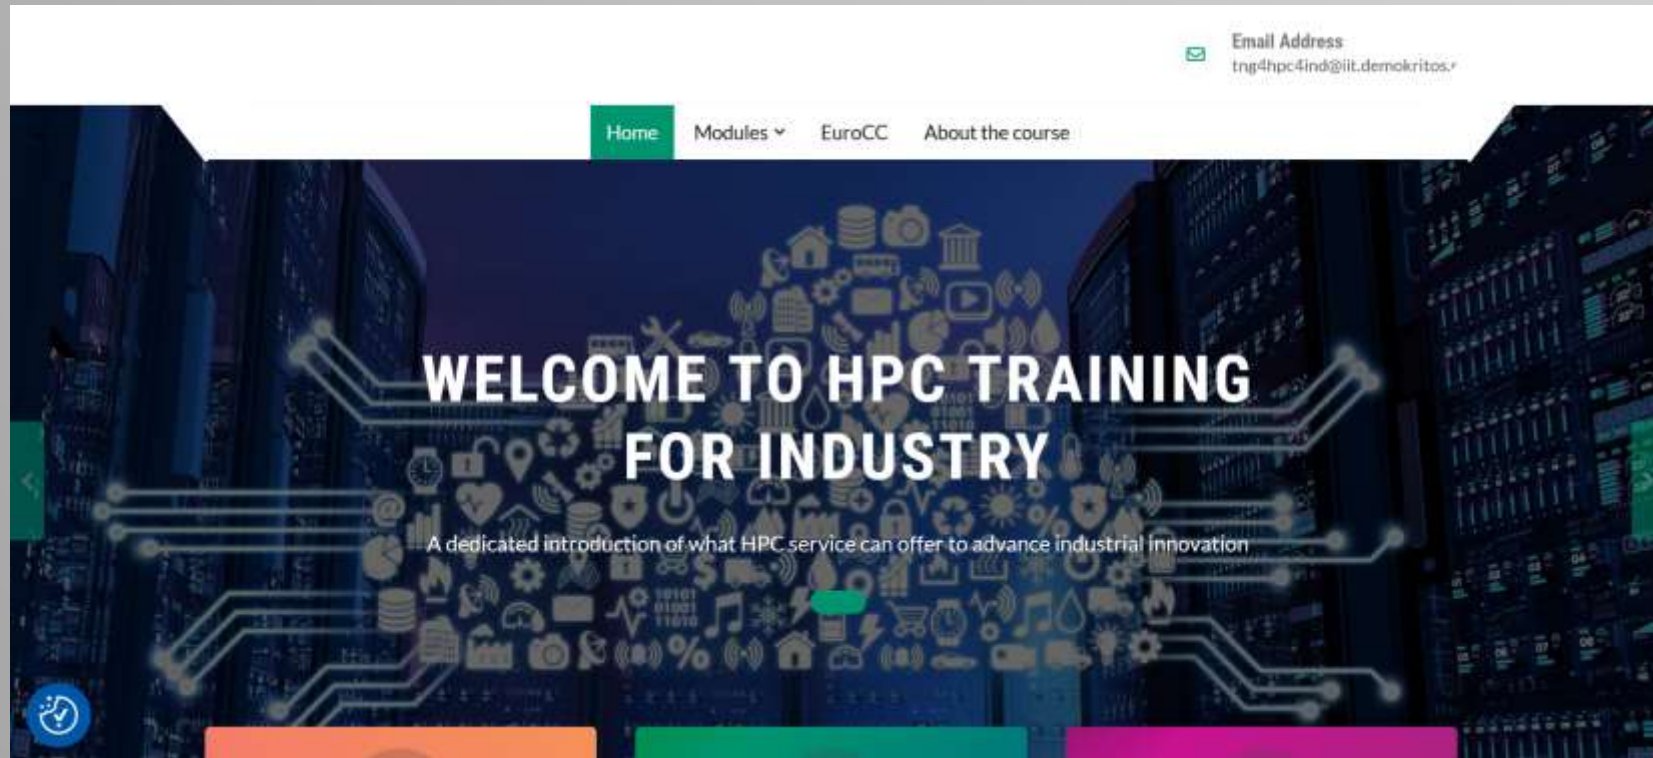 Email Address
tng4hpc4ind@iit.demokritos.
Home Modules EuroCC About the course
WELCOME TO HPC TRAINING
FOR INDUSTRY
A dedicated introduction of what HPC service can offer to advance industrial innovation